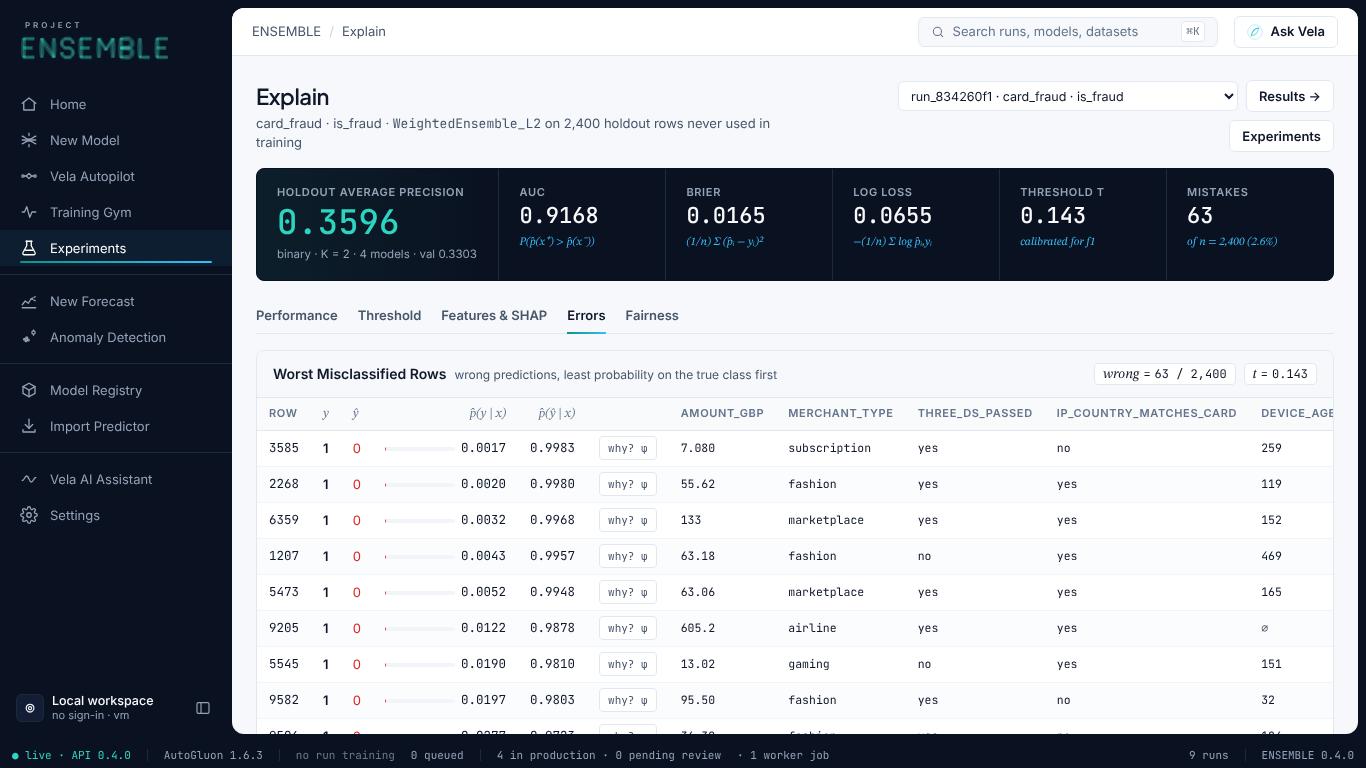 PROJECT
ENSEMBLE
Home
New Model
Vela Autopilot
Training Gym
Experiments
New Forecast
Anomaly Detection
Model Registry
Import Predictor
Vela AI Assistant
Settings
Local workspace
no sign-in · vm
ENSEMBLE / Explain
Search runs, models, datasets ⌘K
Ask Vela
Explain
card_fraud · is_fraud · WeightedEnsemble_L2 on 2,400 holdout rows never used in
training
run_834260f1 · card_fraud · is_fraud
Results →
Experiments
HOLDOUT AVERAGE PRECISION
0.3596
binary · K = 2 · 4 models · val 0.3303
AUC
0.9168
P(p̂(x⁺) > p̂(x⁻))
BRIER
0.0165
(1/n) Σ (p̂ᵢ − yᵢ)²
LOG LOSS
0.0655
−(1/n) Σ log p̂ᵢ,yᵢ
THRESHOLD T
0.143
calibrated for f1
MISTAKES
63
of n = 2,400 (2.6%)
Performance Threshold Features & SHAP Errors Fairness
Worst Misclassified Rows wrong predictions, least probability on the true class first wrong = 63 / 2,400 t = 0.143
ROW y ŷ p̂(y | x) p̂(ŷ | x) AMOUNT_GBP MERCHANT_TYPE THREE_DS_PASSED IP_COUNTRY_MATCHES_CARD DEVICE_AGE
3585 1 0 0.0017 0.9983 why? φ 7.080 subscription yes no 259
2268 1 0 0.0020 0.9980 why? φ 55.62 fashion yes yes 119
6359 1 0 0.0032 0.9968 why? φ 133 marketplace yes yes 152
1207 1 0 0.0043 0.9957 why? φ 63.18 fashion no yes 469
5473 1 0 0.0052 0.9948 why? φ 63.06 marketplace yes yes 165
9205 1 0 0.0122 0.9878 why? φ 605.2 airline yes yes ∅
5545 1 0 0.0190 0.9810 why? φ 13.02 gaming no yes 151
9582 1 0 0.0197 0.9803 why? φ 95.50 fashion yes no 32
live · API 0.4.0 AutoGluon 1.6.3 no run training 0 queued 4 in production · 0 pending review · 1 worker job 9 runs ENSEMBLE 0.4.0